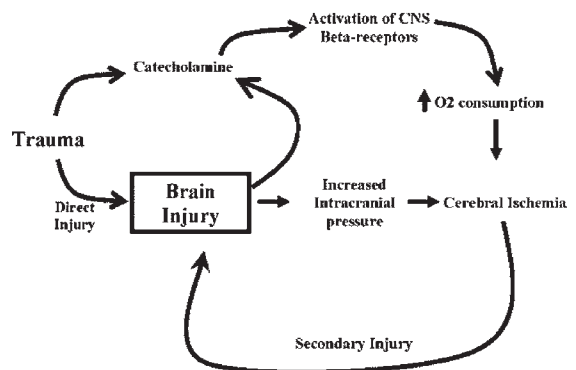 Activation of CNS
Beta-receptors
Catecholamine
O2 consumption
Trauma
Direct
Injury
Brain
Injury
Increased
Intracranial
pressure
Cerebral Ischemia
Secondary Injury